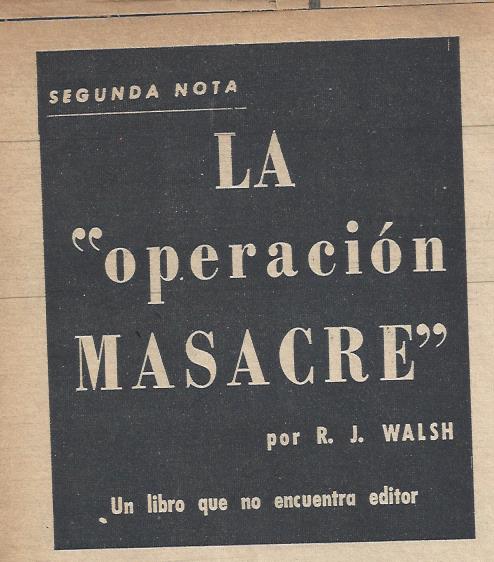 SEGUNDA NOTA
LA
“operación
MASACRE”
por R. J. WALSH
Un libro que no encuentra editor